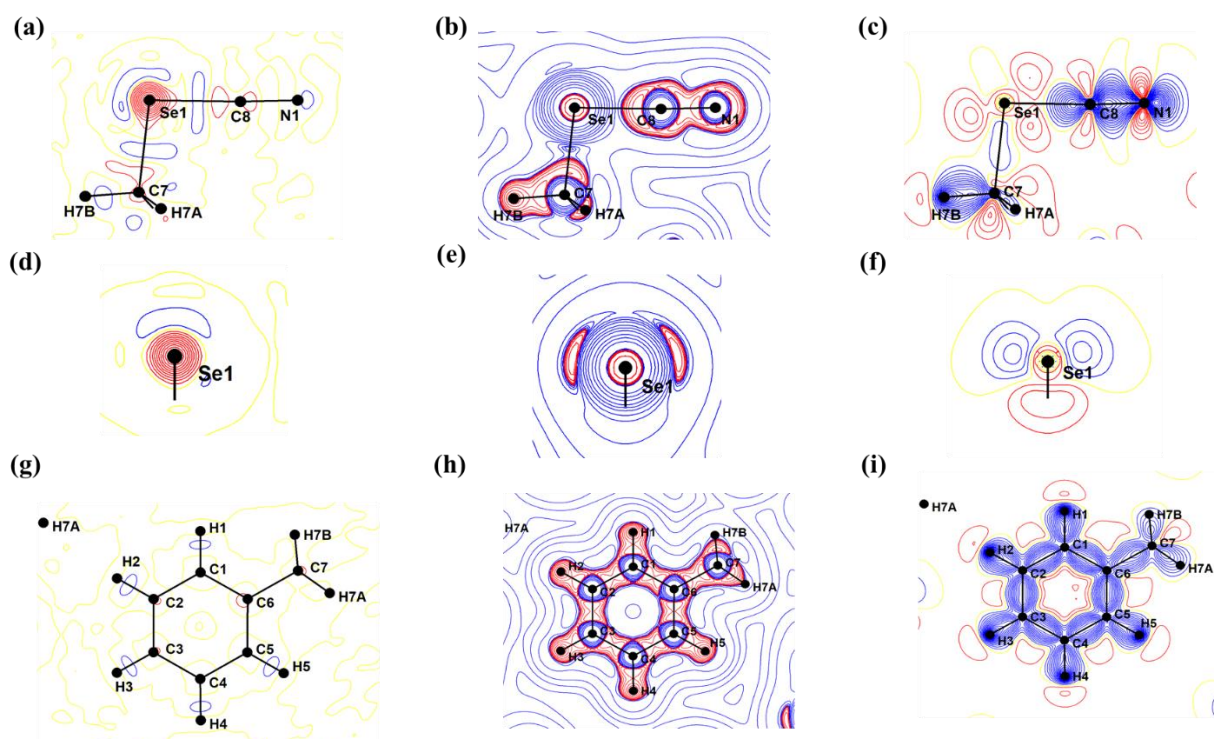 (a)
Se1
C8
N1
C7
H7B
H7A
(b)
Se1
C8
N1
C7
H7B
H7A
(c)
Se1
C8
N1
C7
H7B
H7A
(d)
Se1
(e)
Se1
(f)
Se1
(g)
H7A
H1
H7B
H2
C1
C7
C2
C6
H7A
C3
C5
H3
C4
H5
H4
(h)
H7A
H1
H7B
H2
C1
C7
C2
C6
H7A
C3
C5
H3
C4
H5
H4
(i)
H7A
H1
H7B
H2
C1
C7
C2
C6
H7A
C3
C5
H3
C4
H5
H4